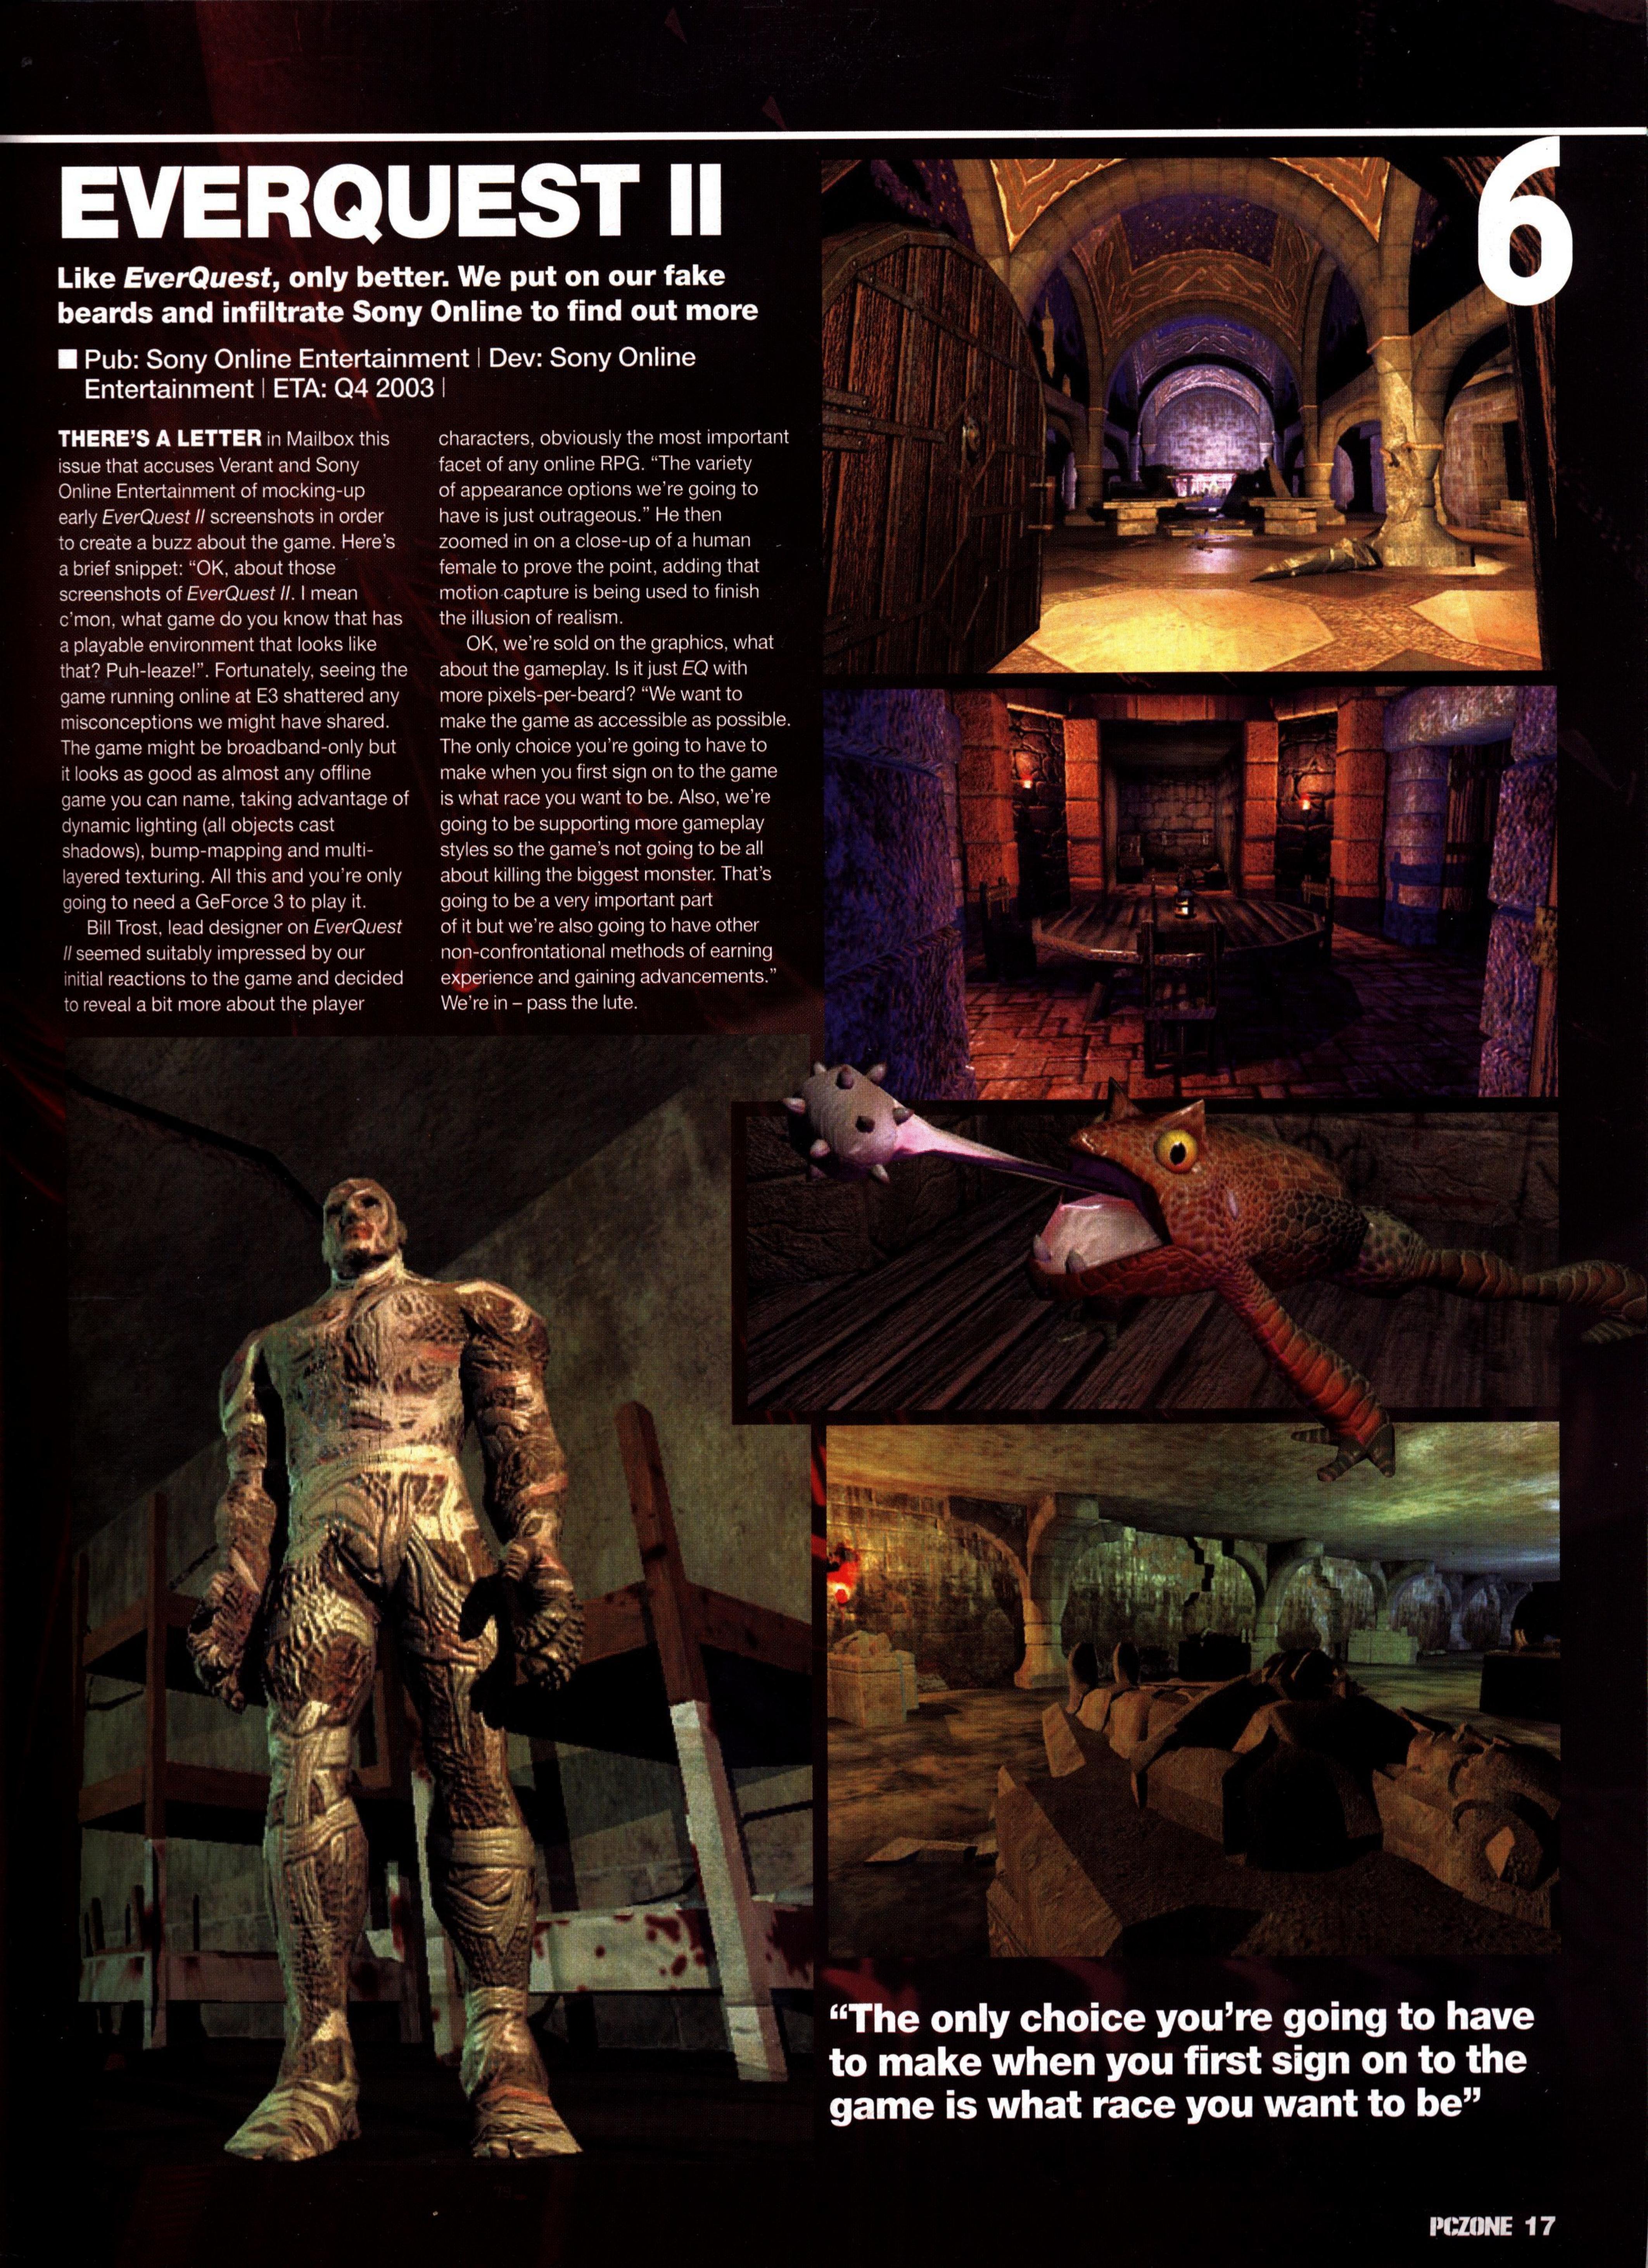 6
EVERQUEST II
Like EverQuest, only better. We put on our fake
beards and infiltrate Sony Online to find out more
■ Pub: Sony Online Entertainment | Dev: Sony Online
Entertainment | ETA: Q4 2003 |
THERE’S A LETTER in Mailbox this
issue that accuses Verant and Sony
Online Entertainment of mocking-up
early EverQuest II screenshots in order
to create a buzz about the game. Here’s
a brief snippet: “OK, about those
screenshots of EverQuest II. I mean
c’mon, what game do you know that has
a playable environment that looks like
that? Puh-leaze!”. Fortunately, seeing the
game running online at E3 shattered any
misconceptions we might have shared.
The game might be broadband-only but
it looks as good as almost any offline
game you can name, taking advantage of
dynamic lighting (all objects cast
shadows), bump-mapping and multi-
layered texturing. All this and you’re only
going to need a GeForce 3 to play it.
Bill Trost, lead designer on EverQuest
II seemed suitably impressed by our
initial reactions to the game and decided
to reveal a bit more about the player
characters, obviously the most important
facet of any online RPG. “The variety
of appearance options we’re going to
have is just outrageous.” He then
zoomed in on a close-up of a human
female to prove the point, adding that
motion capture is being used to finish
the illusion of realism.
OK, we’re sold on the graphics, what
about the gameplay. Is it just EQ with
more pixels-per-beard? “We want to
make the game as accessible as possible.
The only choice you’re going to have to
make when you first sign on to the game
is what race you want to be. Also, we’re
going to be supporting more gameplay
styles so the game’s not going to be all
about killing the biggest monster. That’s
going to be a very important part
of it but we’re also going to have other
non-confrontational methods of earning
experience and gaining advancements.”
We’re in – pass the lute.
“The only choice you’re going to have
to make when you first sign on to the
game is what race you want to be”
PCZONE 17